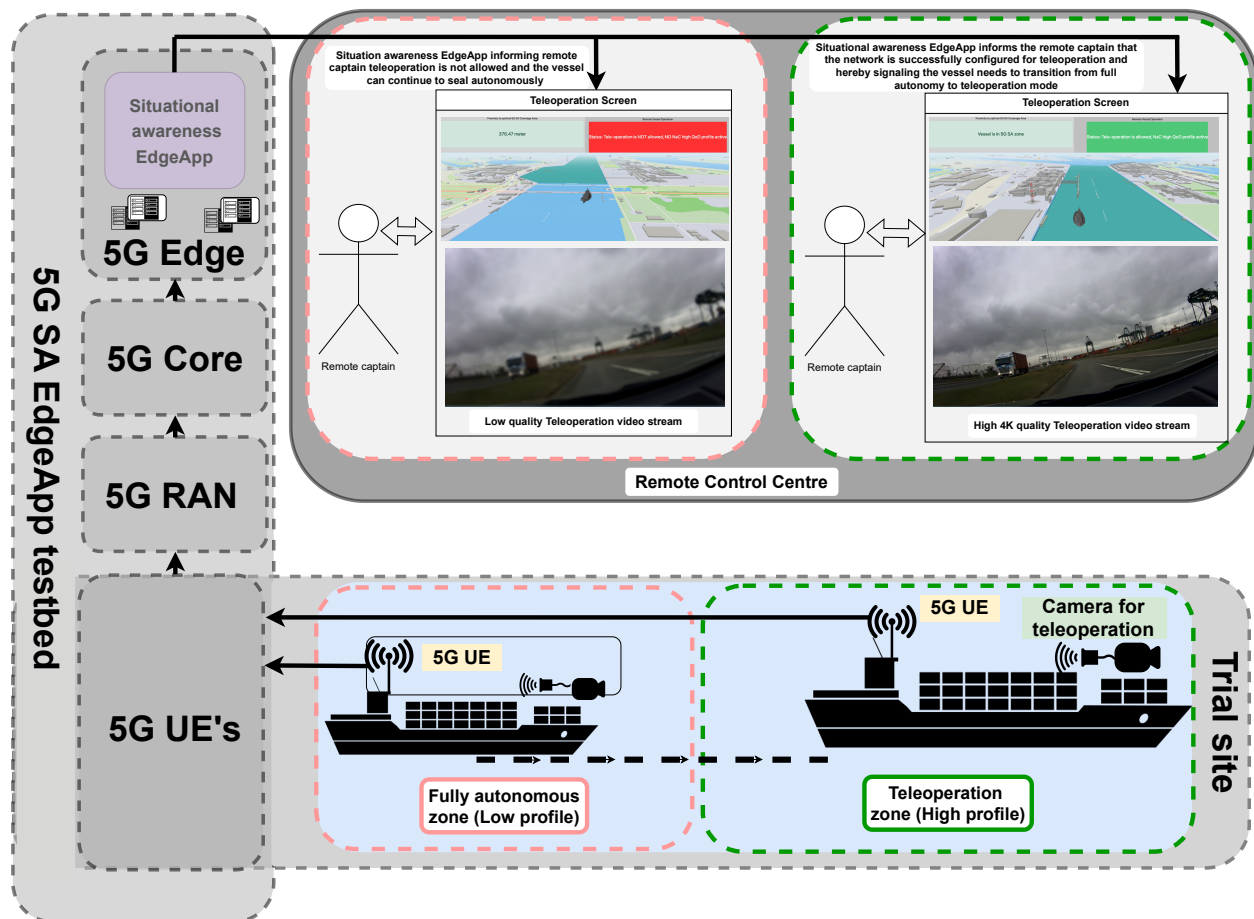 5G SA EdgeApp testbed
Situational
awareness
EdgeApp
5G Edge
5G Core
5G RAN
5G UE's
Situation awareness EdgeApp informing remote
captain teleoperation is not allowed and the vessel
can continue to seal autonomously
Teleoperation Screen
376.47 meter
Status: Tele-operation is NOT allowed, NO NaC high QoD profile active
Remote captain
Low quality Teleoperation video stream
Situational awareness EdgeApp informs the remote captain that
the network is successfully configured for teleoperation and
hereby signaling the vessel needs to transition from full
autonomy to teleoperation mode
Teleoperation Screen
Vessel is in 5G SA zone
Status: Tele-operation is allowed, NaC high QoD profile active
Remote captain
High 4K quality Teleoperation video stream
Remote Control Centre
5G UE
5G UE
Camera for
teleoperation
Fully autonomous
zone (Low profile)
Teleoperation
zone (High profile)
Trial site